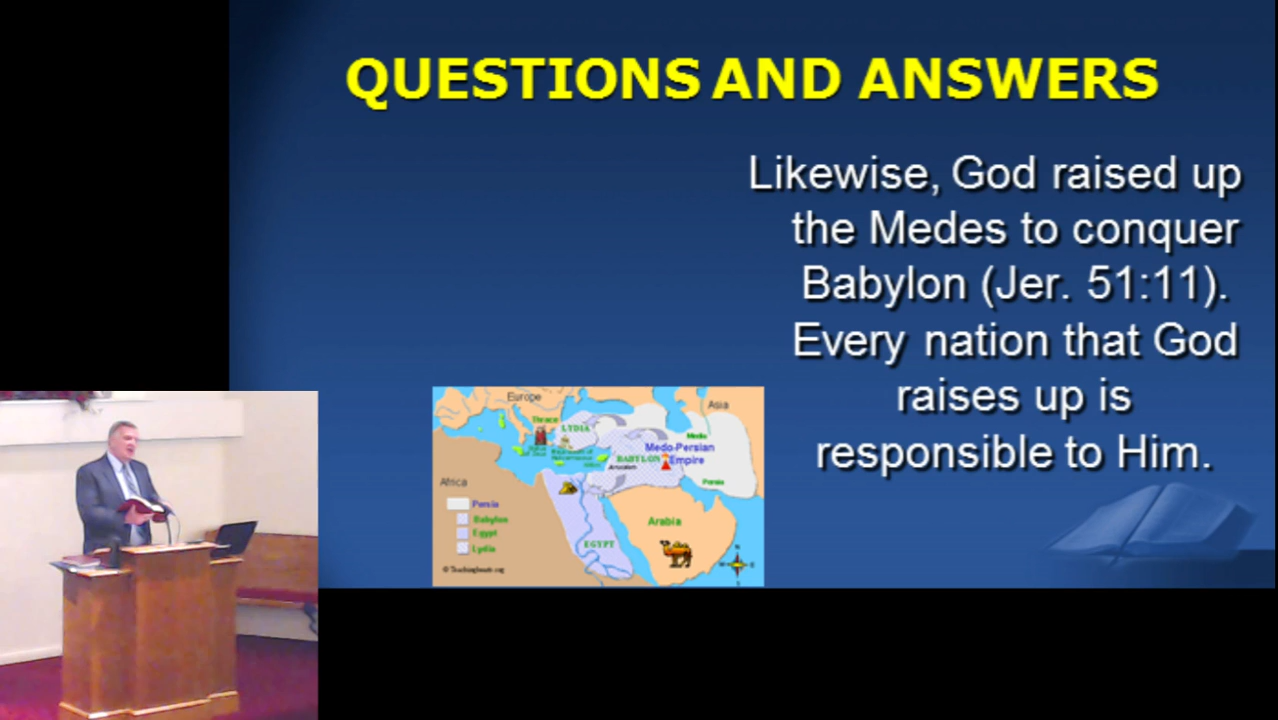 QUESTIONS AND ANSWERS
Likewise, God raised up
the Medes to conquer
Babylon (Jer. 51:11).
Every nation that God
raises up is
responsible to Him.
Europe
Asia
Thrace
LYDIA
Media
Medo-Persian
Empire
BABYLON
Jerusalem
Africa
Persia
Persia
Babylon
Egypt
Lydia
Arabia
EGYPT